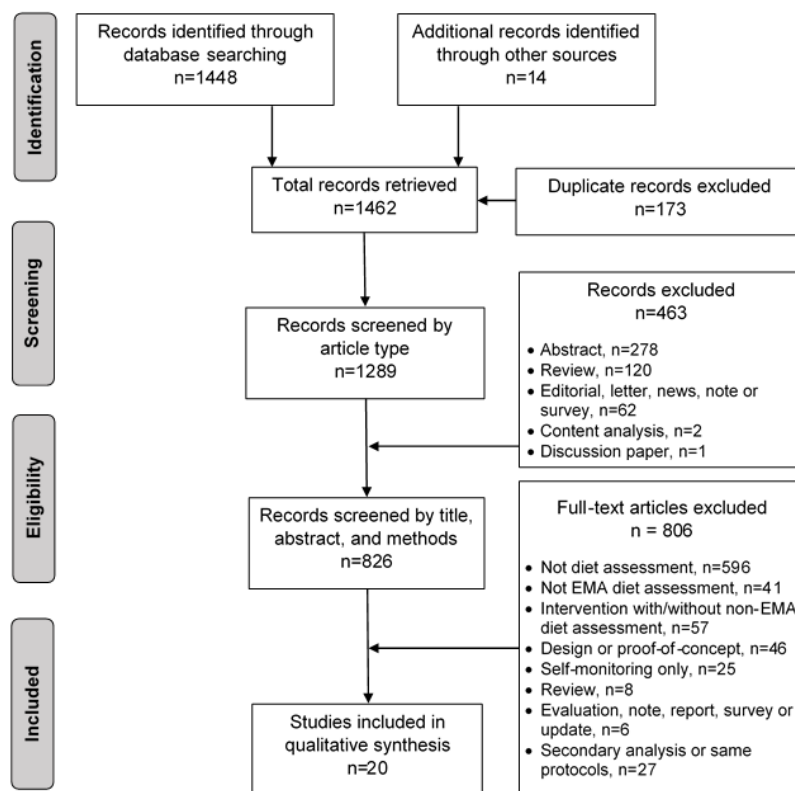 Identification
Records identified through
database searching
n=1448
Additional records identified
through other sources
n=14
Total records retrieved
n=1462
Duplicate records excluded
n=173
Screening
Records screened by
article type
n=1289
Records excluded
n=463
• Abstract, n=278
• Review, n=120
• Editorial, letter, news, note or
survey, n=62
• Content analysis, n=2
• Discussion paper, n=1
Eligibility
Records screened by title,
abstract, and methods
n=826
Full-text articles excluded
n = 806
• Not diet assessment, n=596
• Not EMA diet assessment, n=41
• Intervention with/without non-EMA
diet assessment, n=57
• Design or proof-of-concept, n=46
• Self-monitoring only, n=25
• Review, n=8
• Evaluation, note, report, survey or
update, n=6
• Secondary analysis or same
protocols, n=27
Included
Studies included in
qualitative synthesis
n=20